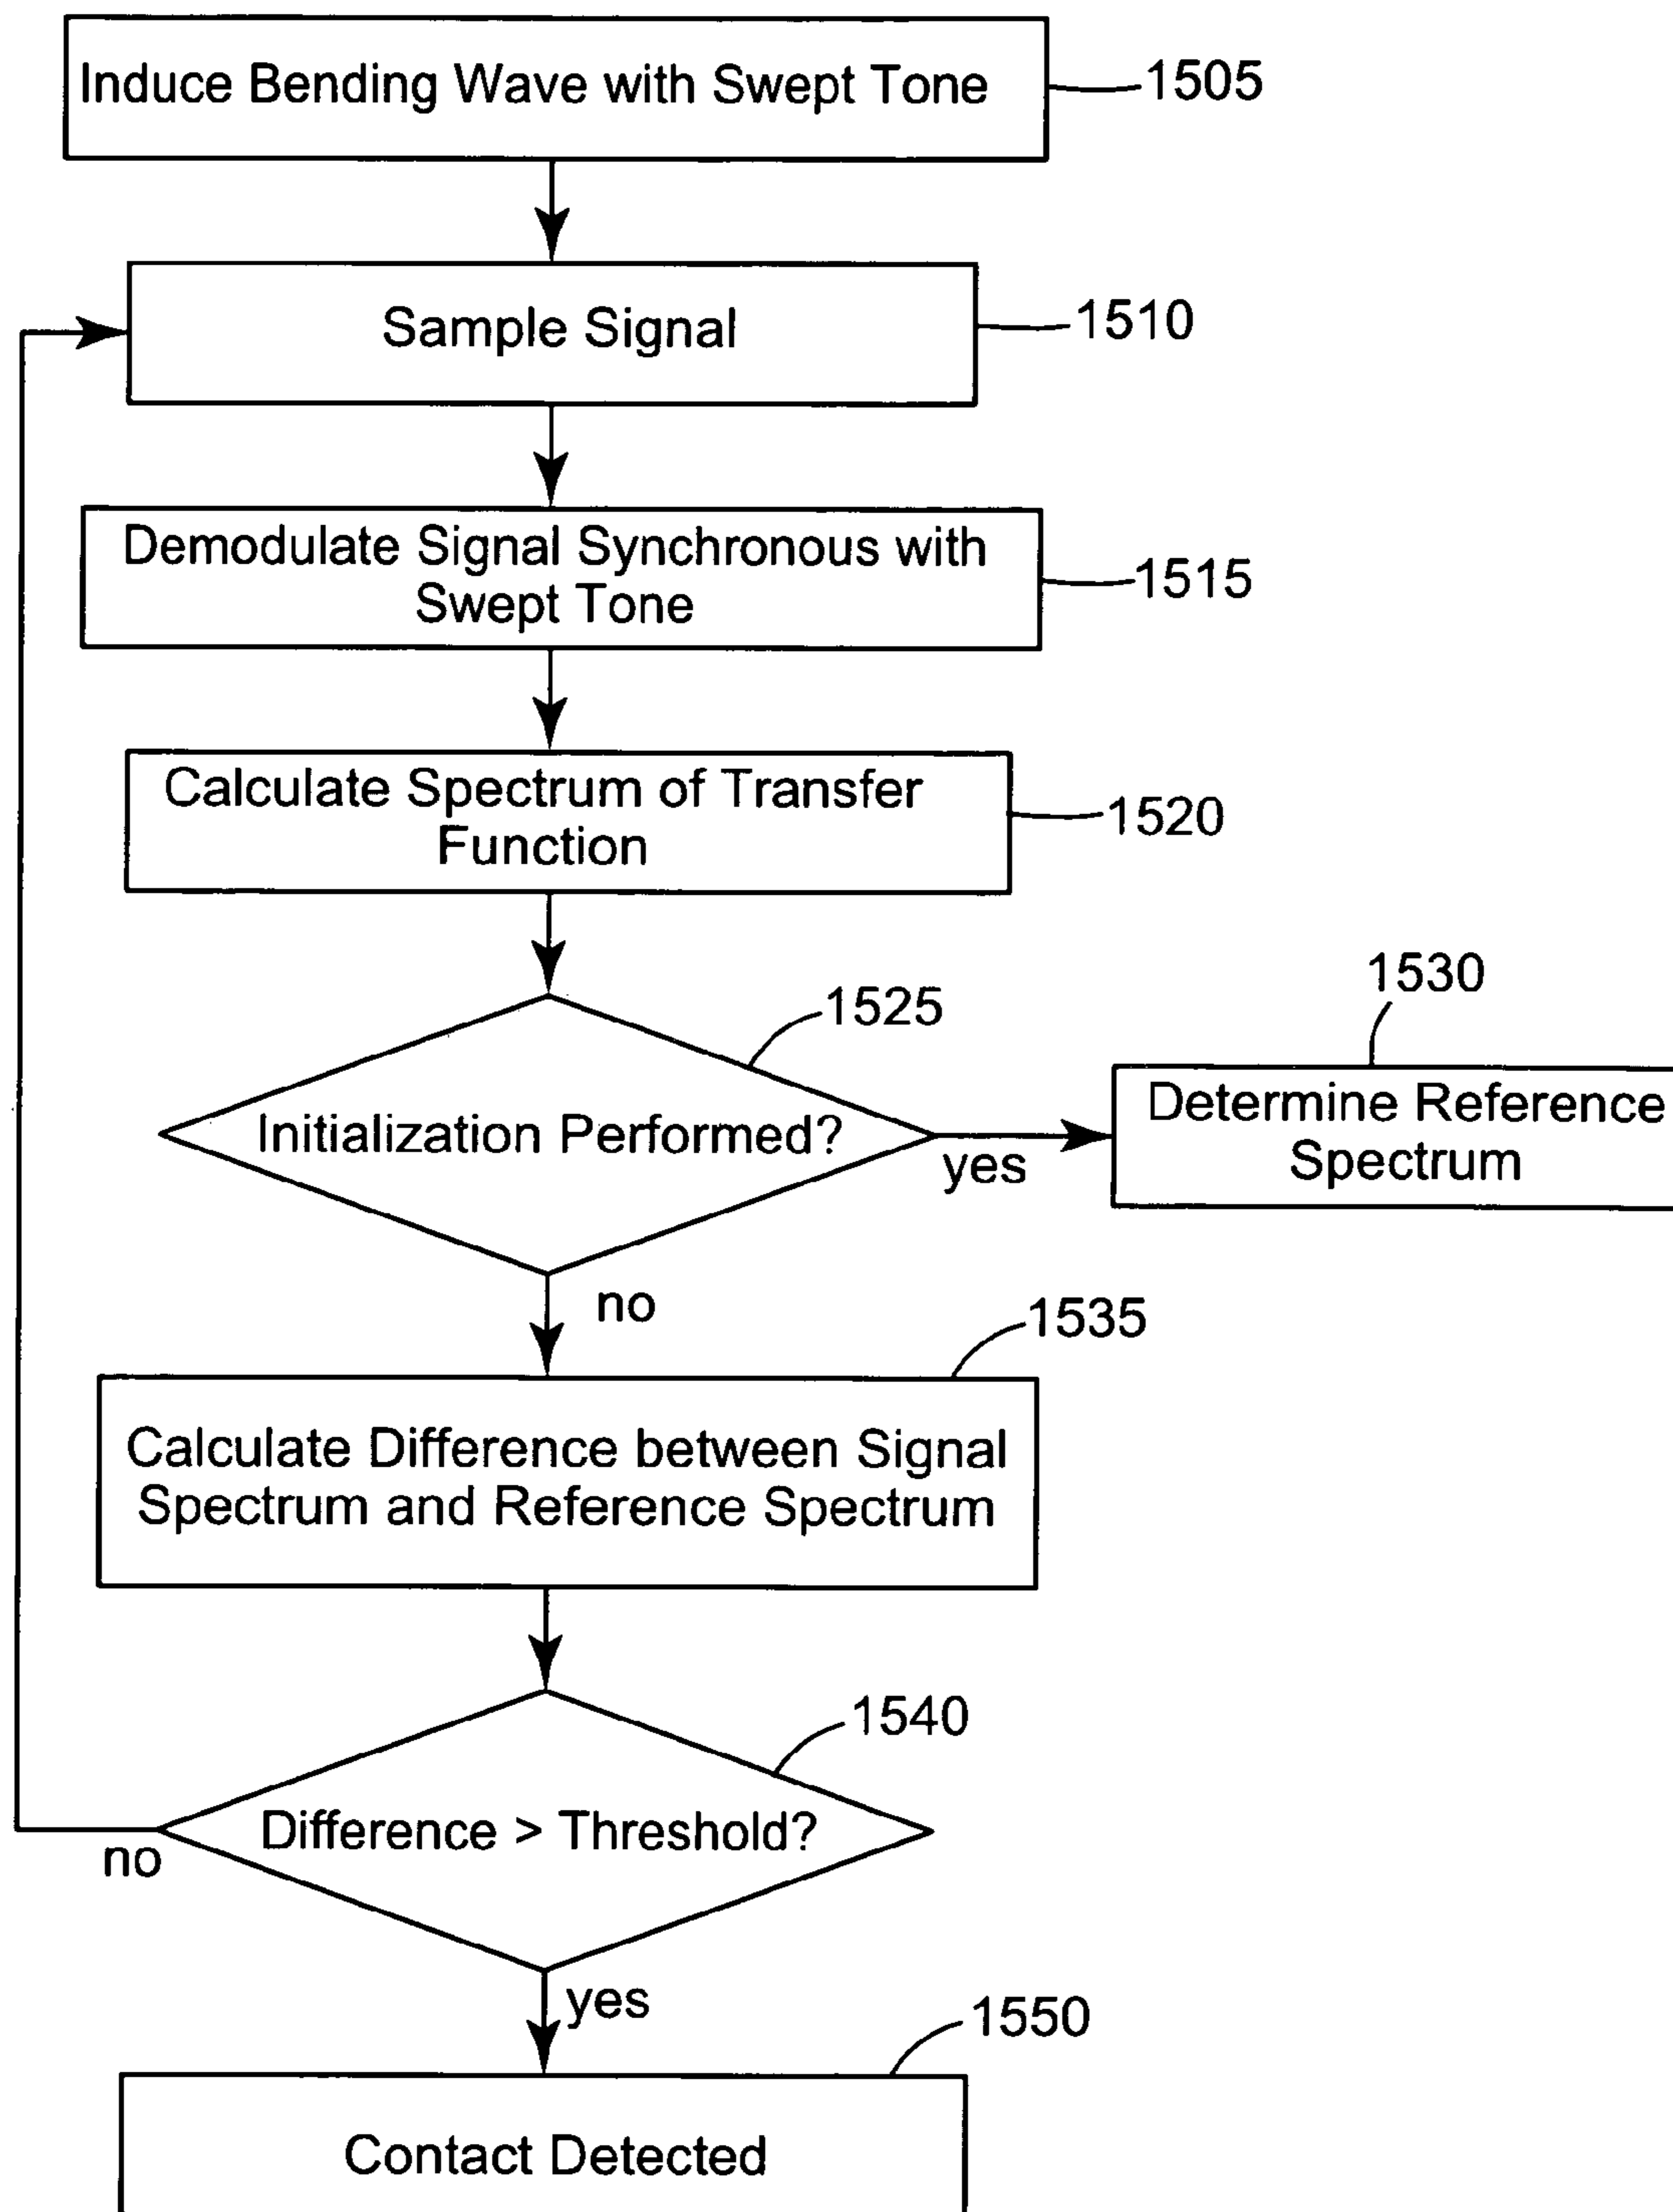 Induce Bending Wave with Swept Tone
1505
Sample Signal
1510
Demodulate Signal Synchronous with
Swept Tone
1515
Calculate Spectrum of Transfer
Function
1520
1525
Initialization Performed?
yes
1530
Determine Reference
Spectrum
no
1535
Calculate Difference between Signal
Spectrum and Reference Spectrum
1540
Difference > Threshold?
no
yes
1550
Contact Detected